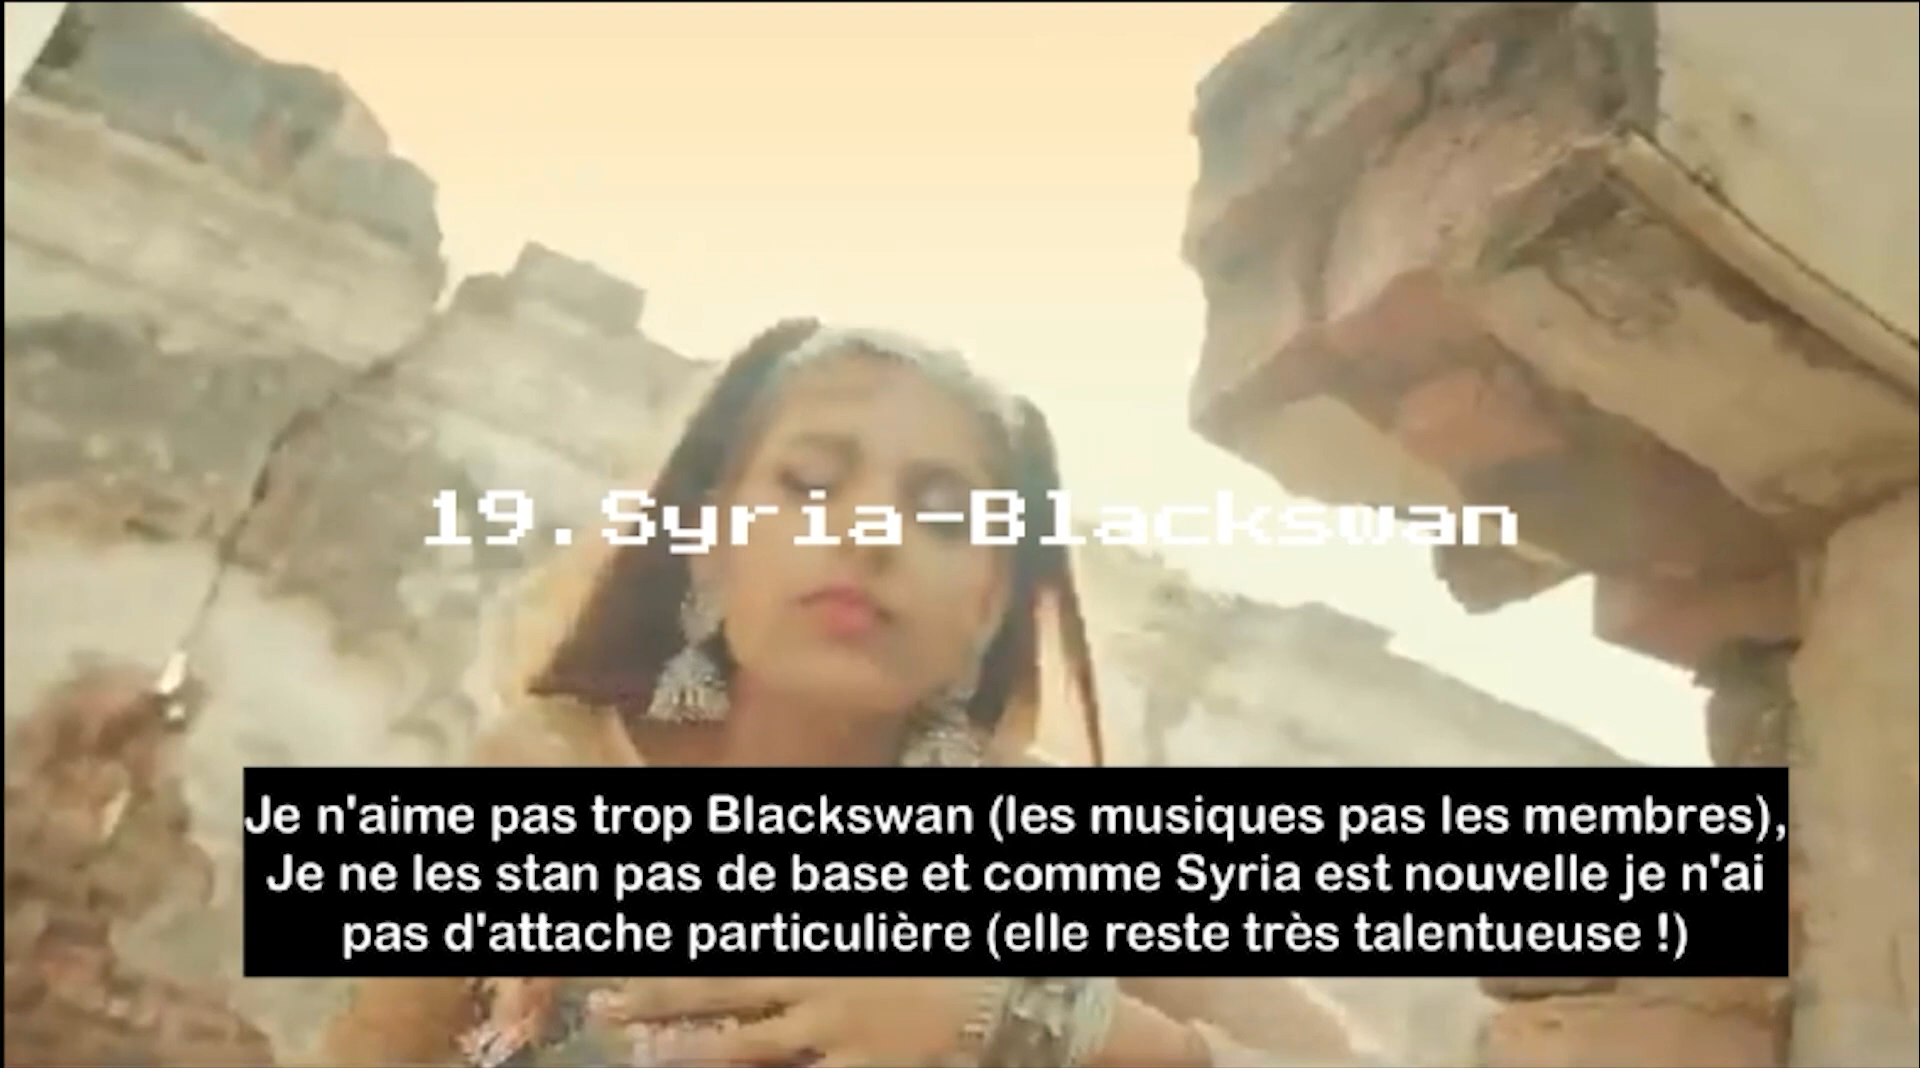 19.Syria-Blackswan
Je n'aime pas trop Blackswan (les musiques pas les membres),
Je ne les stan pas de base et comme Syria est nouvelle je n'ai
pas d'attache particulière (elle reste très talentueuse !)